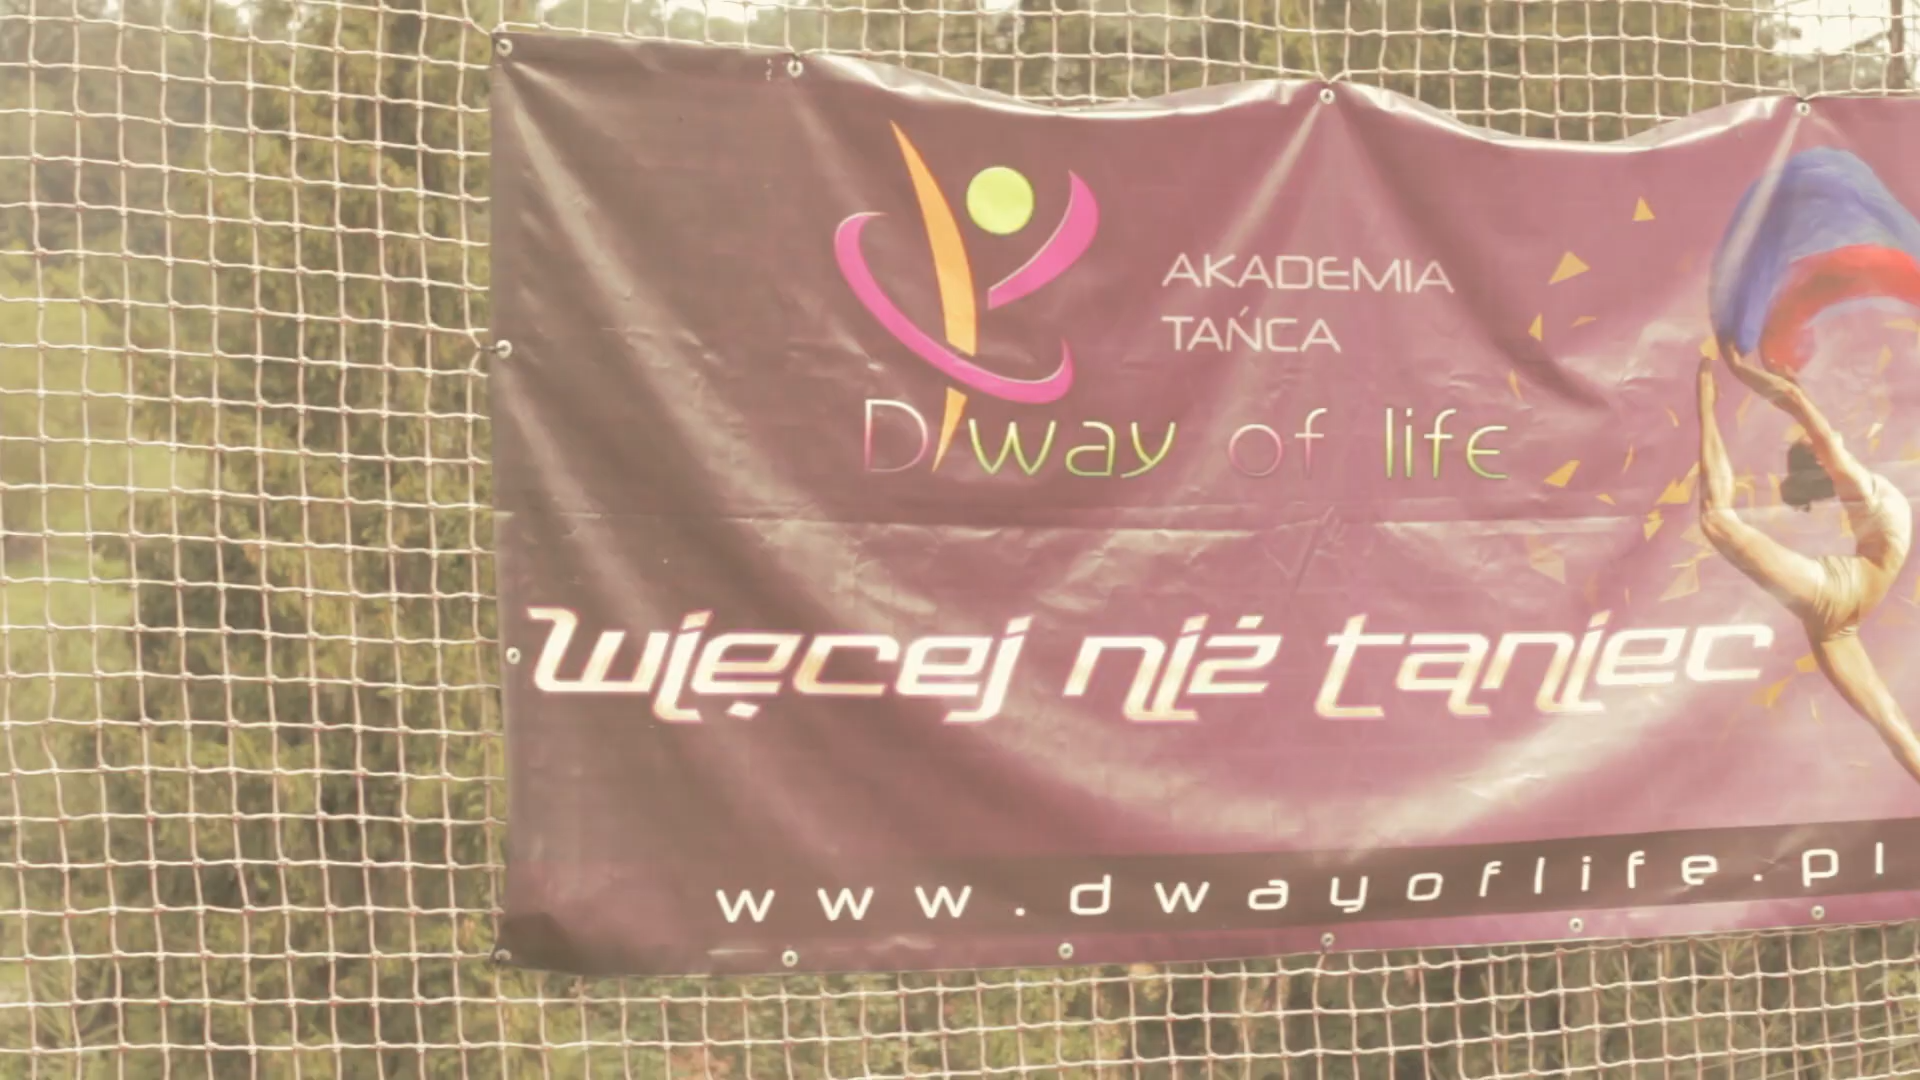 AKADEMIA
TAŃCA
D'way of life
więcej niż taniec
www.dwayoflife.pl